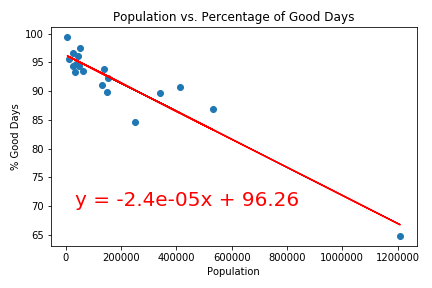 Population vs. Percentage of Good Days
100
95
90
85
80
75
70
65
% Good Days
y = -2.4e-05x + 96.26
0 200000 400000 600000 800000 1000000 1200000
Population